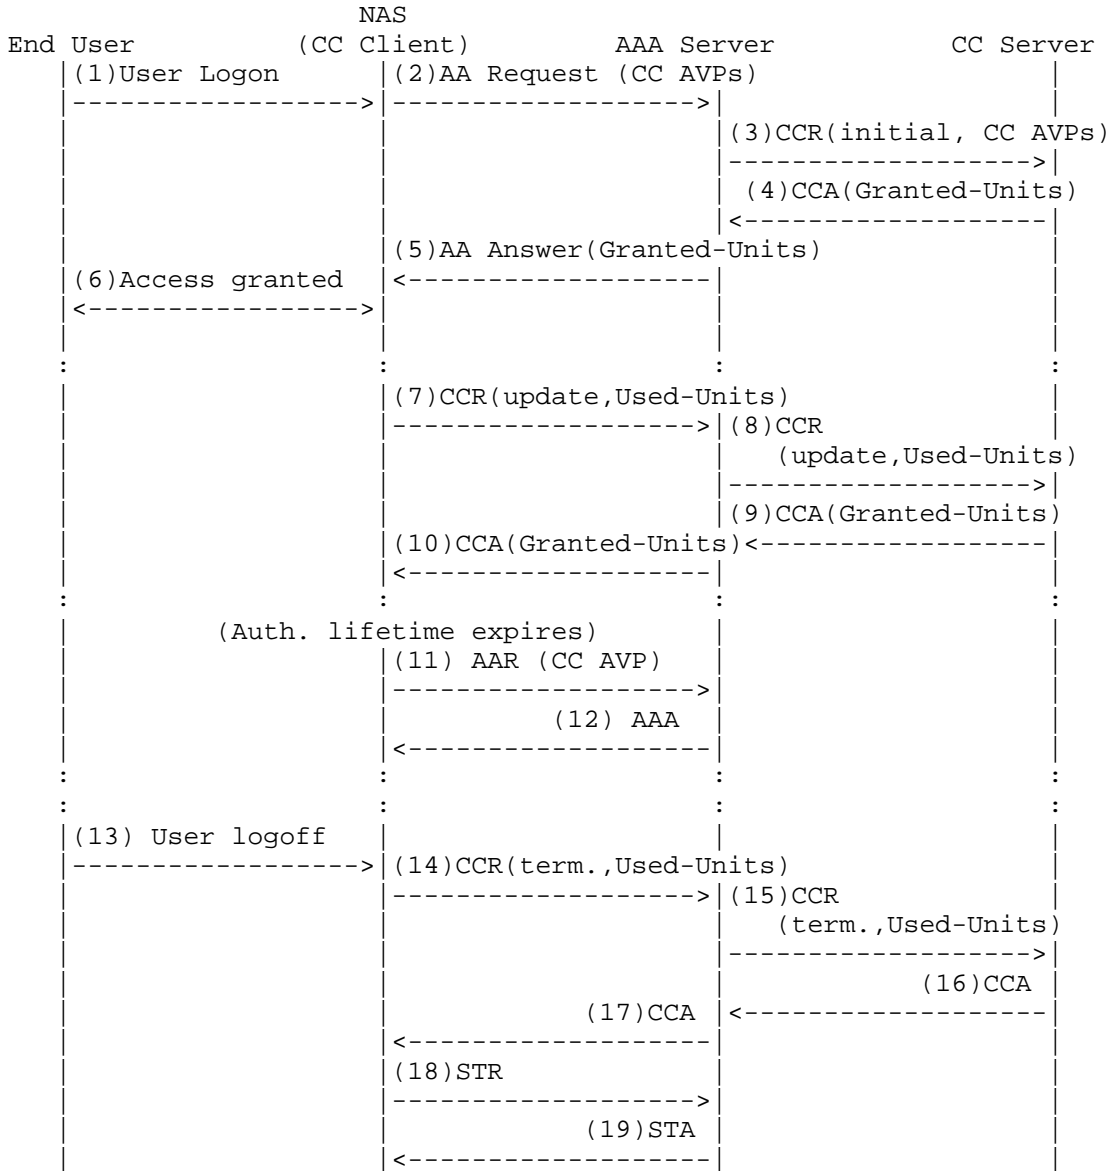 NAS
End User (CC Client) AAA Server CC Server
(1)User Logon (2)AA Request (CC AVPs)
(3)CCR(initial, CC AVPs)
(4)CCA(Granted-Units)
(5)AA Answer(Granted-Units)
(6)Access granted
(7)CCR(update,Used-Units)
(8)CCR
(update,Used-Units)
(9)CCA(Granted-Units)
(10)CCA(Granted-Units)
(Auth. lifetime expires)
(11) AAR (CC AVP)
(12) AAA
(13) User logoff
(14)CCR(term.,Used-Units)
(15)CCR
(term.,Used-Units)
(16)CCA
(17)CCA
(18)STR
(19)STA